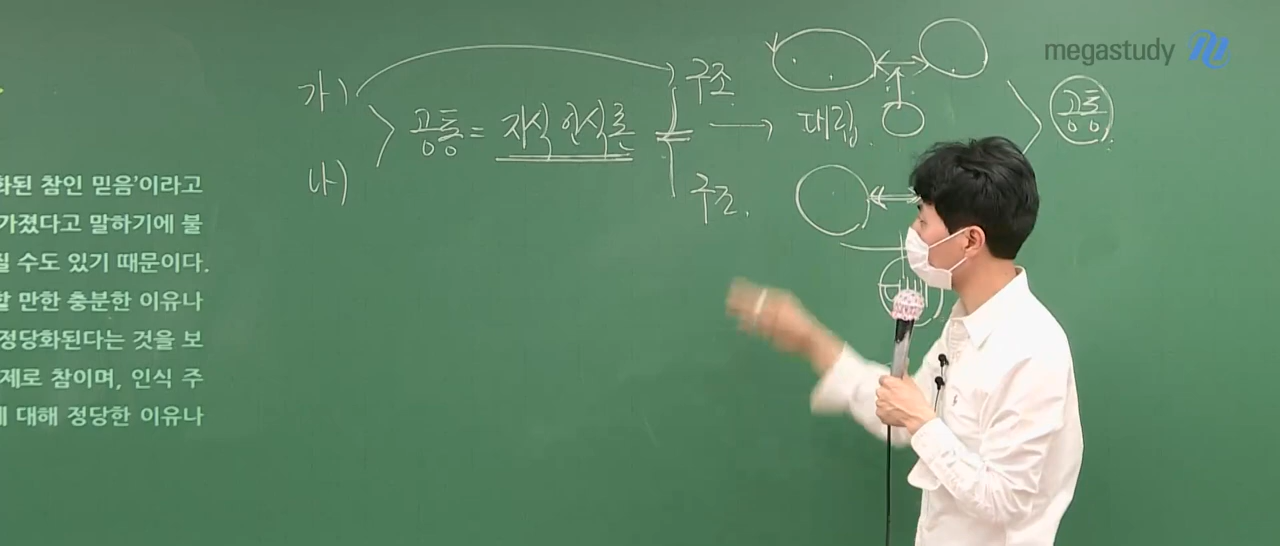 megastudy
가)
나)
공통 = 지식 인식론
구조
대립
구조.
공통
화된 참인 믿음'이라고
가졌다고 말하기에 불
질 수도 있기 때문이다.
할 만한 충분한 이유나
정당화된다는 것을 보
제로 참이며, 인식 주
에 대해 정당한 이유나